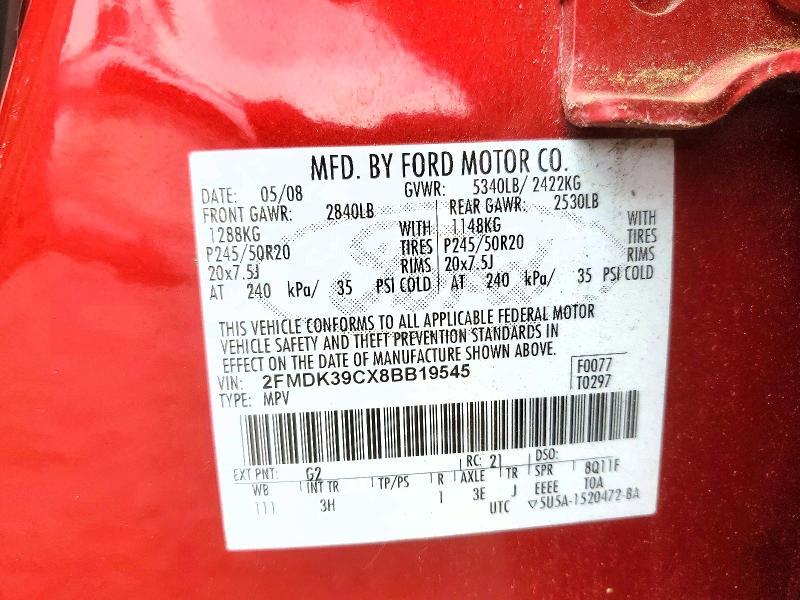 MFD. BY FORD MOTOR CO.
DATE: 05/08 GVWR: 5340LB/ 2422KG
FRONT GAWR: 2840LB REAR GAWR: 2530LB
1288KG WITH 1148KG WITH
P245/50R20 TIRES P245/50R20 TIRES
20x7.5J RIMS 20x7.5J RIMS
AT 240 kPa/ 35 PSI COLD AT 240 kPa/ 35 PSI COLD
THIS VEHICLE CONFORMS TO ALL APPLICABLE FEDERAL MOTOR
VEHICLE SAFETY AND THEFT PREVENTION STANDARDS IN
EFFECT ON THE DATE OF MANUFACTURE SHOWN ABOVE.
VIN: 2FMDK39CX8BB19545 F0077
TYPE: MPV T0297
EXT PNT: G2 RC: 21 DSO:
WB INT TR TP/PS R AXLE TR SPR 8Q11F
111 3H 1 3E J EEEE T0A
UTC ▽5U5A-1520472-BA